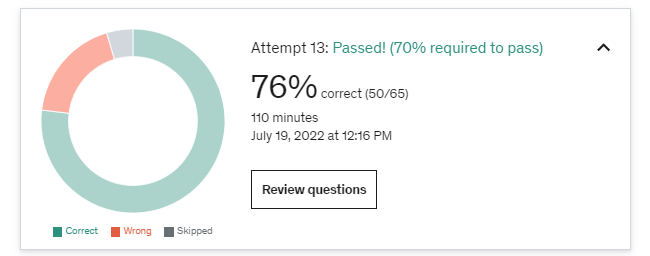 Attempt 13: Passed! (70% required to pass)
76% correct (50/65)
110 minutes
July 19, 2022 at 12:16 PM
Review questions
Correct Wrong Skipped